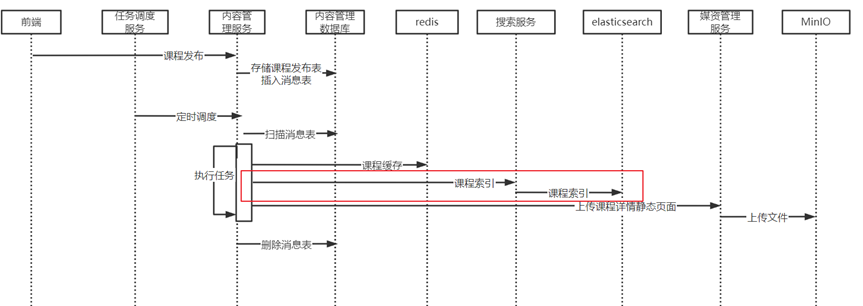 前端
任务调度
服务
内容管
理服务
内容管理
数据库
redis
搜索服务
elasticsearch
媒资管理
服务
MinIO
课程发布
存储课程发布表
插入消息表
定时调度
扫描消息表
执行任务
课程缓存
课程索引
课程索引
上传课程详情静态页面
上传文件
删除消息表